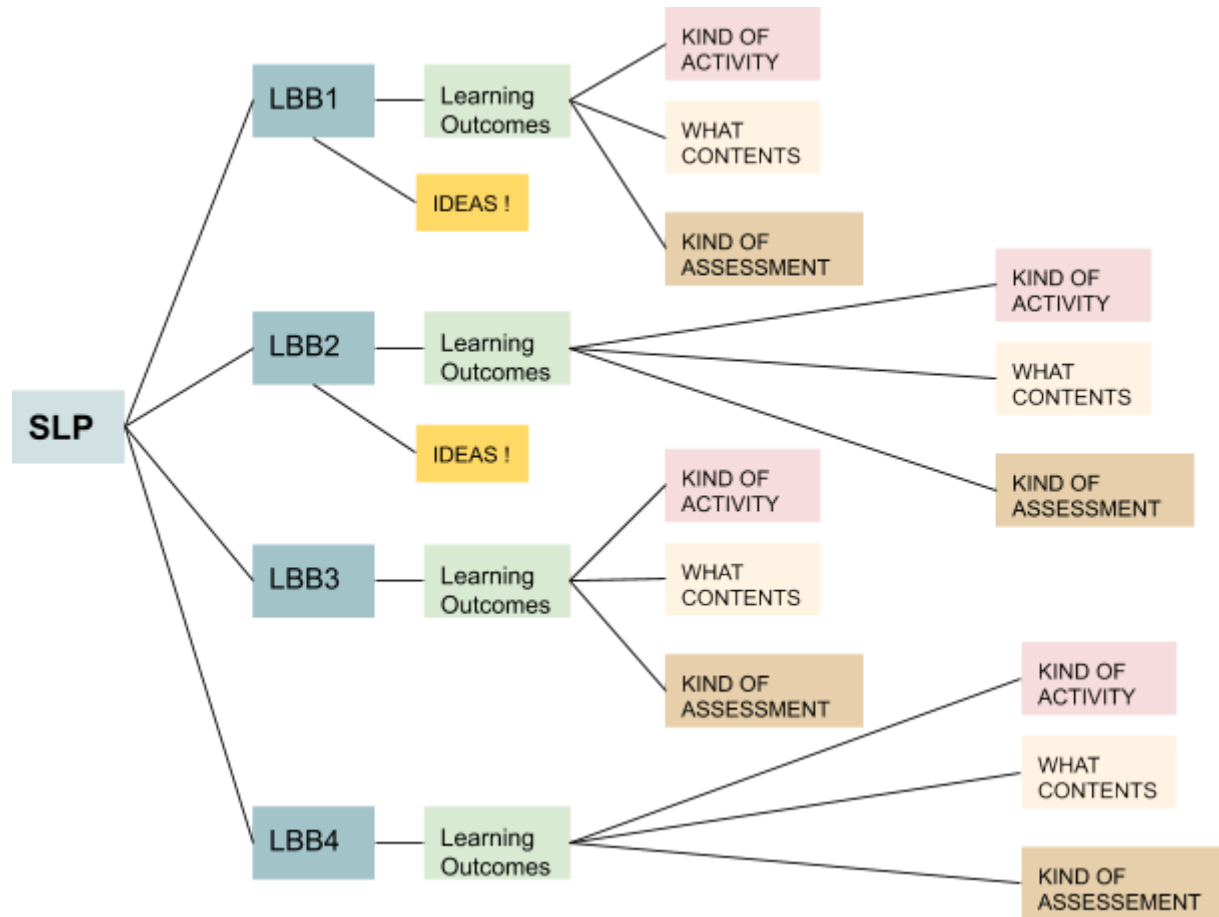 KIND OF
ACTIVITY
LBB1
Learning
Outcomes
WHAT
CONTENTS
IDEAS !
KIND OF
ASSESSMENT
LBB2
Learning
Outcomes
KIND OF
ACTIVITY
WHAT
CONTENTS
SLP
IDEAS !
KIND OF
ASSESSMENT
KIND OF
ACTIVITY
LBB3
Learning
Outcomes
WHAT
CONTENTS
KIND OF
ASSESSMENT
KIND OF
ACTIVITY
WHAT
CONTENTS
LBB4
Learning
Outcomes
KIND OF
ASSESSEMENT